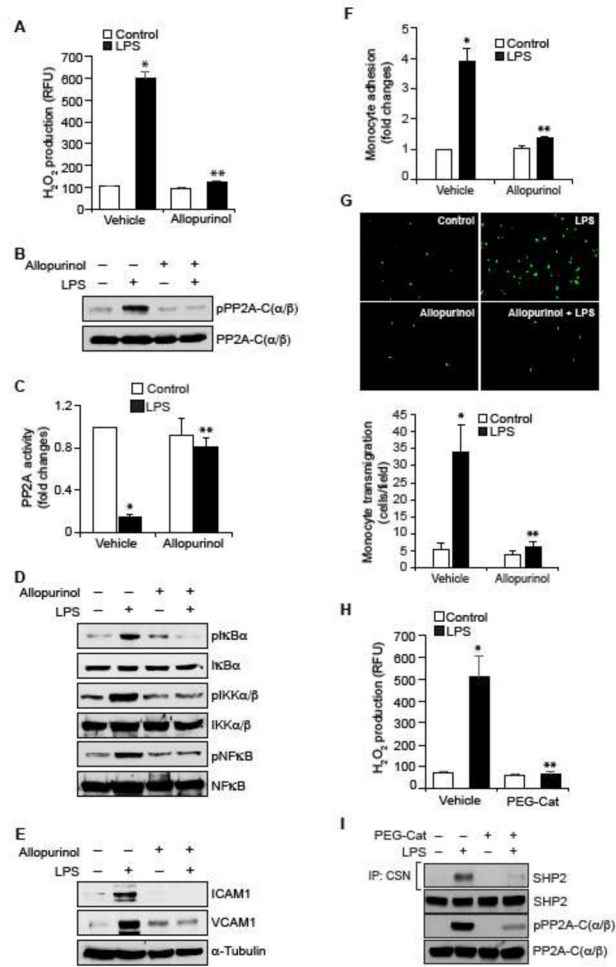 A
Control
LPS
H2O2 production (RFU)
700
600
500
400
300
200
100
0
*
**
Vehicle
Allopurinol
B
Allopurinol – – + +
LPS – + – +
pPP2A-C(α/β)
PP2A-C(α/β)
C
Control
LPS
PP2A activity
(fold changes)
1.2
0.8
0.4
0
*
**
Vehicle
Allopurinol
D
Allopurinol – – + +
LPS – + – +
pIκBα
IκBα
pIKKα/β
IKKα/β
pNFκB
NFκB
E
Allopurinol – – + +
LPS – + – +
ICAM1
VCAM1
α-Tubulin
F
Control
LPS
Monocyte adhesion
(fold changes)
5
4
3
2
1
0
*
**
Vehicle
Allopurinol
G
Control
LPS
Allopurinol
Allopurinol + LPS
Control
LPS
Monocyte transmigration
(cells/field)
45
40
35
30
25
20
15
10
5
0
*
**
Vehicle
Allopurinol
H
Control
LPS
H2O2 production (RFU)
700
600
500
400
300
200
100
0
*
**
Vehicle
PEG-Cat
I
PEG-Cat – – + +
LPS – + – +
IP: CSN
SHP2
SHP2
pPP2A-C(α/β)
PP2A-C(α/β)